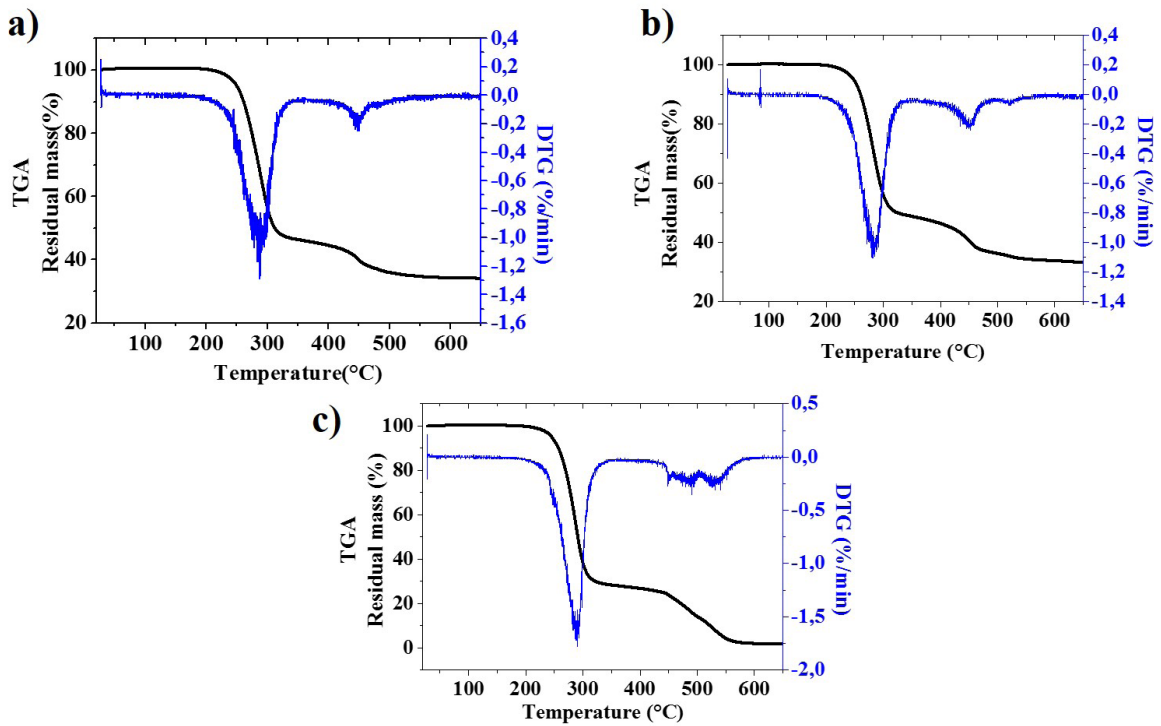 a)
TGA
Residual mass(%)
100
80
60
40
20
100 200 300 400 500 600
Temperature(°C)
0,4
0,2
0,0
-0,2
-0,4
-0,6
-0,8
-1,0
-1,2
-1,4
-1,6
DTG (%/min)
b)
TGA
Residual mass(%)
100
80
60
40
20
100 200 300 400 500 600
Temperature (°C)
0,4
0,2
0,0
-0,2
-0,4
-0,6
-0,8
-1,0
-1,2
-1,4
DTG (%/min)
c)
TGA
Residual mass (%)
100
80
60
40
20
0
100 200 300 400 500 600
Temperature (°C)
0,5
0,0
-0,5
-1,0
-1,5
-2,0
DTG (%/min)